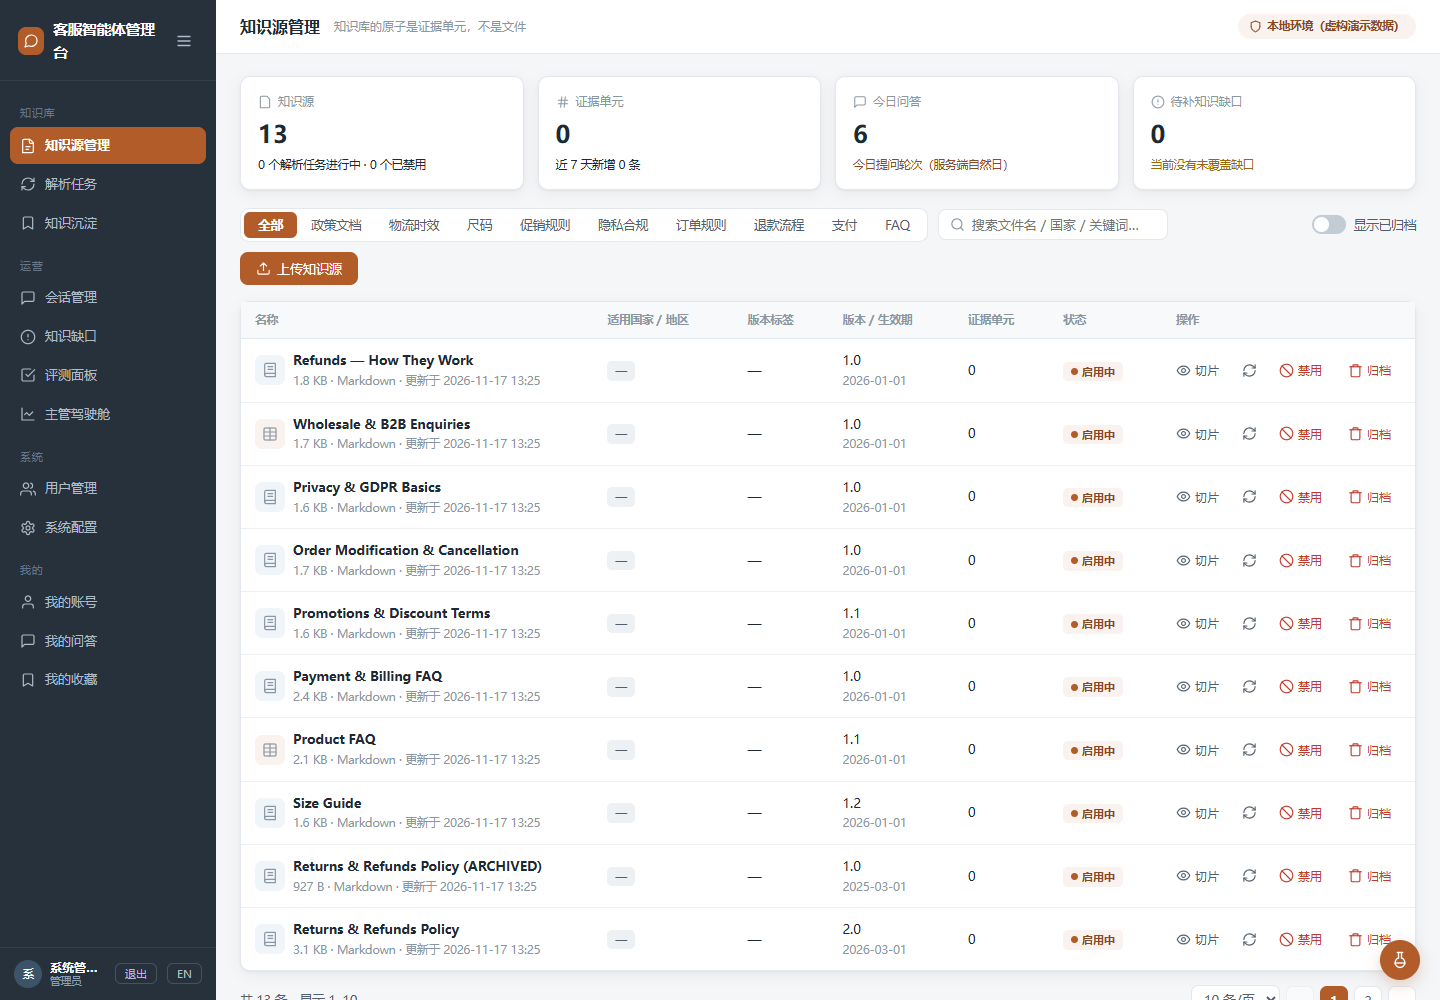 客服智能体管理
台
知识库
知识源管理
解析任务
知识沉淀
运营
会话管理
知识缺口
评测面板
主管驾驶舱
系统
用户管理
系统配置
我的
我的账号
我的问答
我的收藏
系
系统管...
管理员
退出
EN
知识源管理 知识库的原子是证据单元，不是文件
本地环境（虚构演示数据）
知识源
13
0 个解析任务进行中 · 0 个已禁用
证据单元
0
近 7 天新增 0 条
今日问答
6
今日提问轮次（服务端自然日）
待补知识缺口
0
当前没有未覆盖缺口
全部 政策文档 物流时效 尺码 促销规则 隐私合规 订单规则 退款流程 支付 FAQ
搜索文件名 / 国家 / 关键词...
显示已归档
上传知识源
名称 适用国家 / 地区 版本标签 版本 / 生效期 证据单元 状态 操作
Refunds — How They Work
1.8 KB · Markdown · 更新于 2026-11-17 13:25
— — 1.0
2026-01-01
0 启用中 切片 禁用 归档
Wholesale & B2B Enquiries
1.7 KB · Markdown · 更新于 2026-11-17 13:25
— — 1.0
2026-01-01
0 启用中 切片 禁用 归档
Privacy & GDPR Basics
1.6 KB · Markdown · 更新于 2026-11-17 13:25
— — 1.0
2026-01-01
0 启用中 切片 禁用 归档
Order Modification & Cancellation
1.7 KB · Markdown · 更新于 2026-11-17 13:25
— — 1.0
2026-01-01
0 启用中 切片 禁用 归档
Promotions & Discount Terms
1.6 KB · Markdown · 更新于 2026-11-17 13:25
— — 1.1
2026-01-01
0 启用中 切片 禁用 归档
Payment & Billing FAQ
2.4 KB · Markdown · 更新于 2026-11-17 13:25
— — 1.0
2026-01-01
0 启用中 切片 禁用 归档
Product FAQ
2.1 KB · Markdown · 更新于 2026-11-17 13:25
— — 1.1
2026-01-01
0 启用中 切片 禁用 归档
Size Guide
1.6 KB · Markdown · 更新于 2026-11-17 13:25
— — 1.2
2026-01-01
0 启用中 切片 禁用 归档
Returns & Refunds Policy (ARCHIVED)
927 B · Markdown · 更新于 2026-11-17 13:25
— — 1.0
2025-03-01
0 启用中 切片 禁用 归档
Returns & Refunds Policy
3.1 KB · Markdown · 更新于 2026-11-17 13:25
— — 2.0
2026-03-01
0 启用中 切片 禁用 归档
共 13 条 · 显示 1-10
10 条/页 1 2